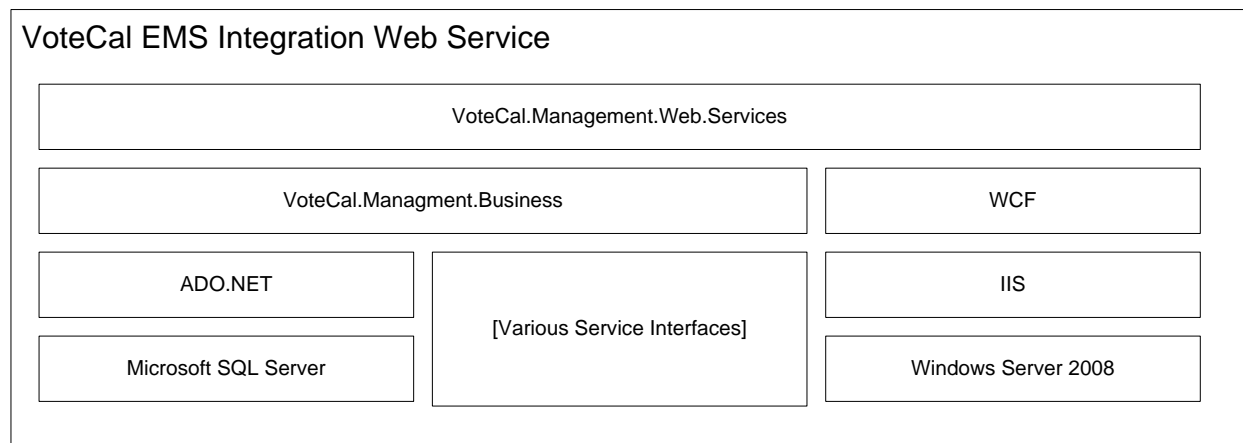 VoteCal EMS Integration Web Service
VoteCal.Management.Web.Services
VoteCal.Managment.Business
WCF
ADO.NET
[Various Service Interfaces]
IIS
Microsoft SQL Server
Windows Server 2008